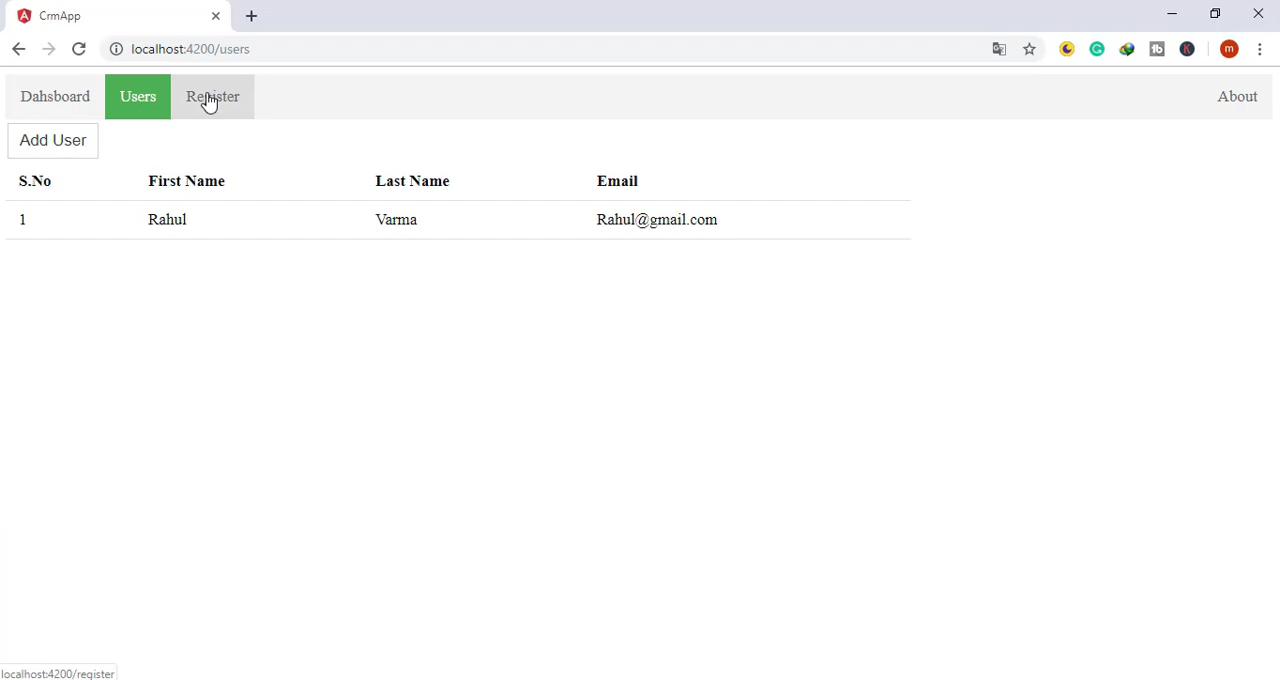 CrmApp
localhost:4200/users
Dahsboard Users Register About
Add User
S.No First Name Last Name Email
1 Rahul Varma Rahul@gmail.com
localhost:4200/register